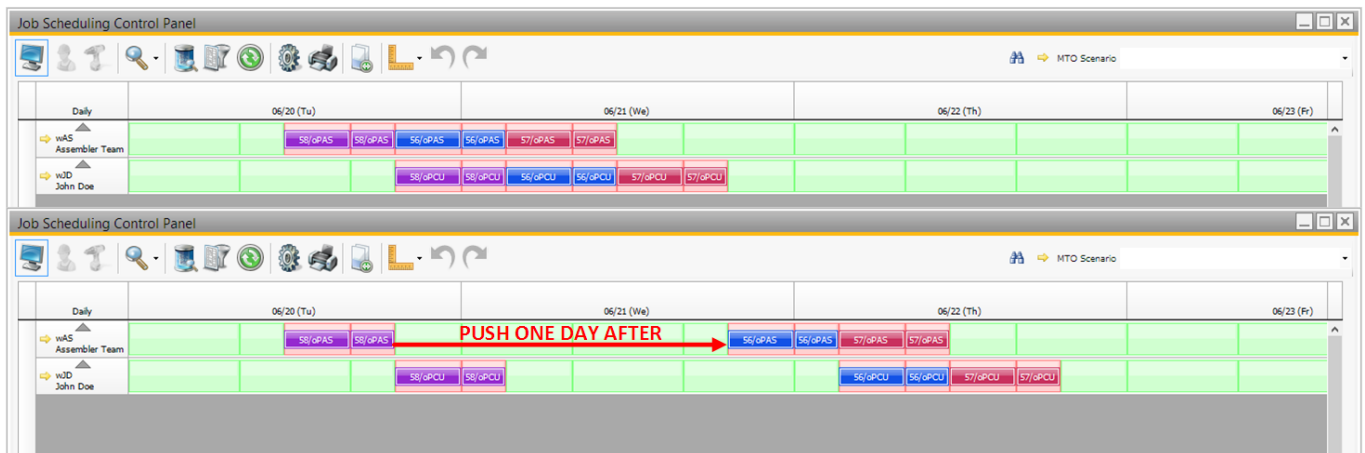 Job Scheduling Control Panel
MTO Scenario
Daily 06/20 (Tu) 06/21 (We) 06/22 (Th) 06/23 (Fr)
wAS 58/oPAS 58/oPAS 56/oPAS 56/oPAS 57/oPAS 57/oPAS
Assembler Team
wJD 58/oPCU 58/oPCU 56/oPCU 56/oPCU 57/oPCU 57/oPCU
John Doe
Job Scheduling Control Panel
MTO Scenario
Daily 06/20 (Tu) 06/21 (We) 06/22 (Th) 06/23 (Fr)
PUSH ONE DAY AFTER
wAS 58/oPAS 58/oPAS 56/oPAS 56/oPAS 57/oPAS 57/oPAS
Assembler Team
wJD 58/oPCU 58/oPCU 56/oPCU 56/oPCU 57/oPCU 57/oPCU
John Doe